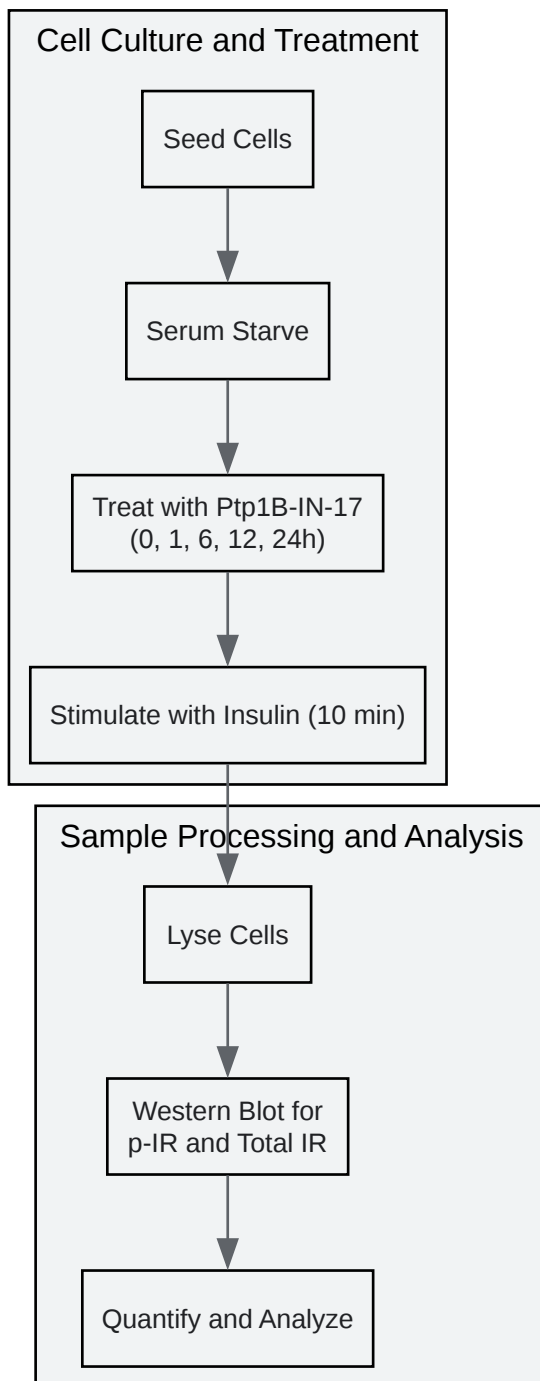 Cell Culture and Treatment
Seed Cells
Serum Starve
Treat with Ptp1B-IN-17
(0, 1, 6, 12, 24h)
Stimulate with Insulin (10 min)
Sample Processing and Analysis
Lyse Cells
Western Blot for
p-IR and Total IR
Quantify and Analyze